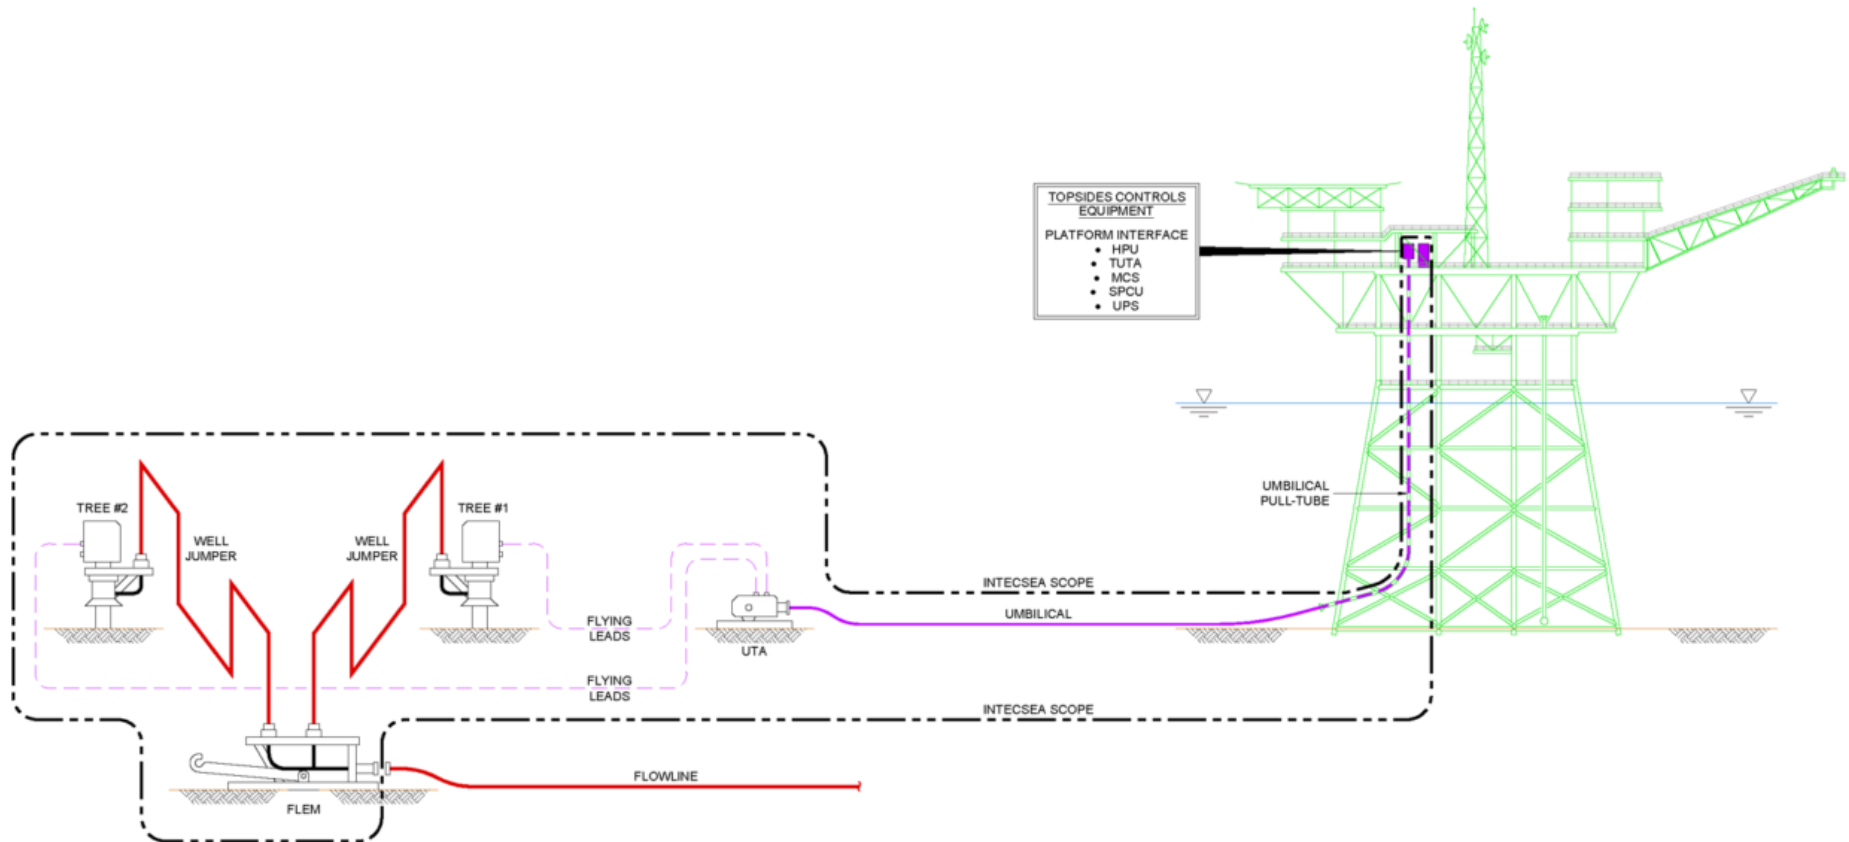 TOPSIDES CONTROLS
EQUIPMENT
PLATFORM INTERFACE
• HPU
• TUTA
• MCS
• SPCU
• UPS
UMBILICAL
PULL-TUBE
TREE #2
TREE #1
WELL
JUMPER
WELL
JUMPER
INTECSEA SCOPE
UMBILICAL
FLYING
LEADS
UTA
FLYING
LEADS
INTECSEA SCOPE
FLOWLINE
FLEM